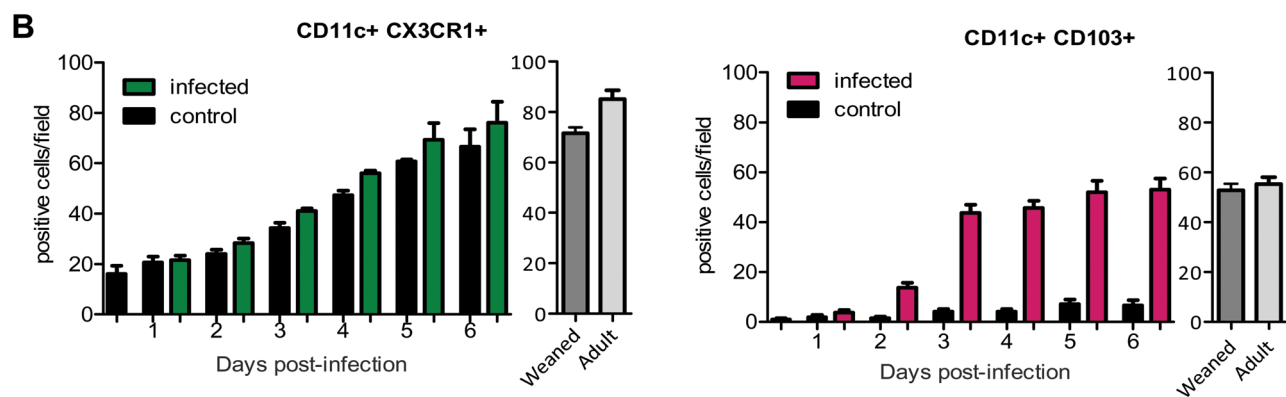 B
CD11c+ CX3CR1+
positive cells/field
100
80
60
40
20
0
infected
control
1 2 3 4 5 6
Days post-infection
100
80
60
40
20
0
Weaned
Adult
CD11c+ CD103+
positive cells/field
100
80
60
40
20
0
infected
control
1 2 3 4 5 6
Days post-infection
100
80
60
40
20
0
Weaned
Adult